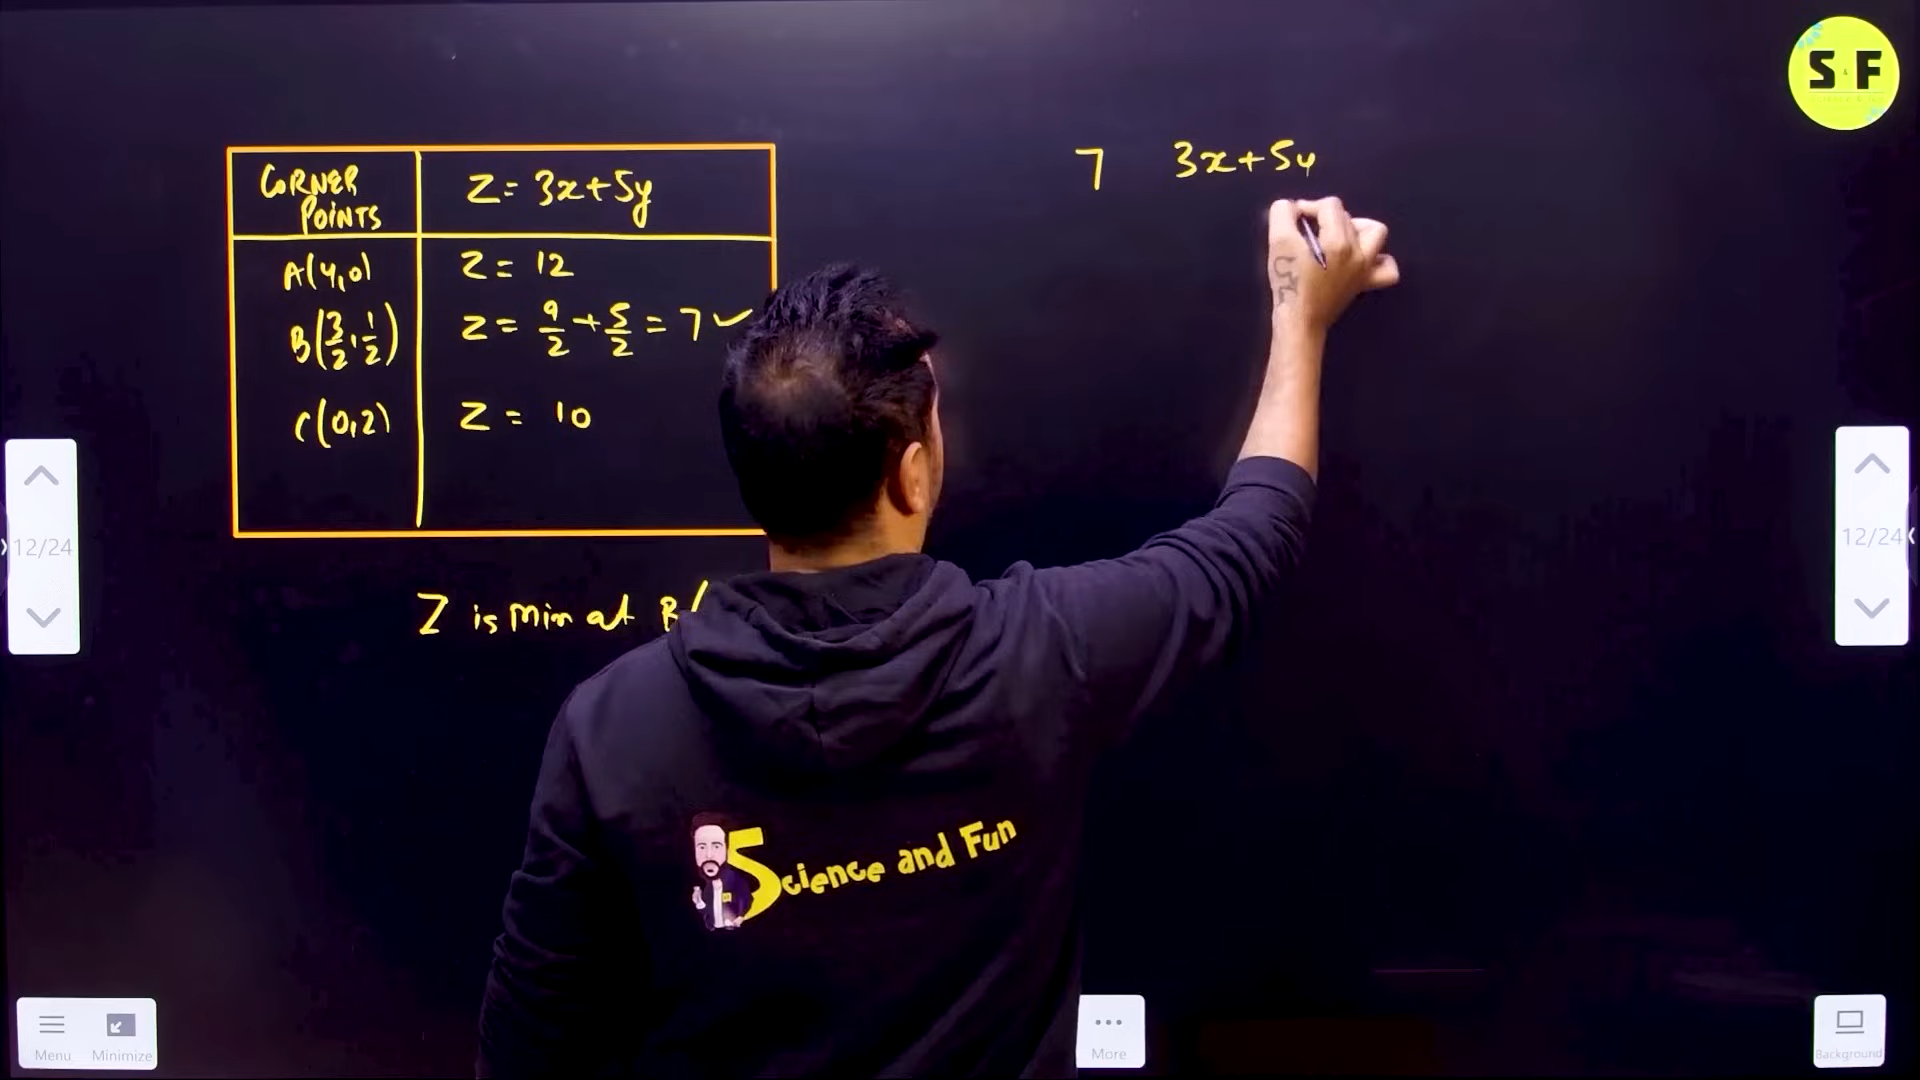 S&F
CORNER POINTS
Z = 3x+5y
A(4,0)
Z = 12
B(3/2, 1/2)
Z = 9/2 + 5/2 = 7 ✓
C(0,2)
Z = 10
Z is Min at B(
7 3x+5y
12/24
12/24
Science and Fun
Menu
Minimize
More
Background